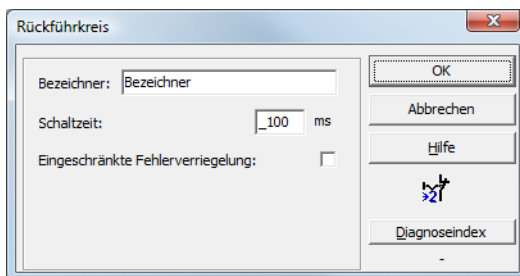 Rückführkreis
Bezeichner: Bezeichner
OK
Schaltzeit: _100 ms
Abbrechen
Eingeschränkte Fehlerverriegelung:
Hilfe
>2
Diagnoseindex
-